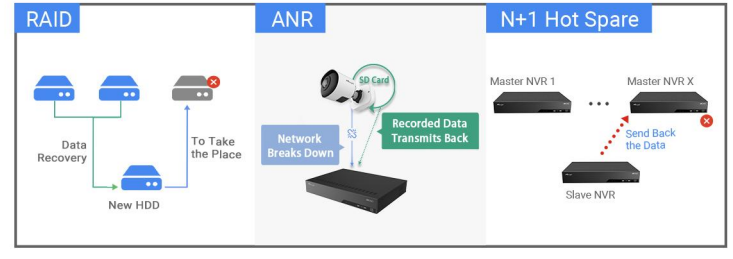 RAID
Data
Recovery
To Take
the Place
New HDD
ANR
SD Card
Network
Breaks Down
Recorded Data
Transmits Back
N+1 Hot Spare
Master NVR 1
Master NVR X
Send Back
the Data
Slave NVR